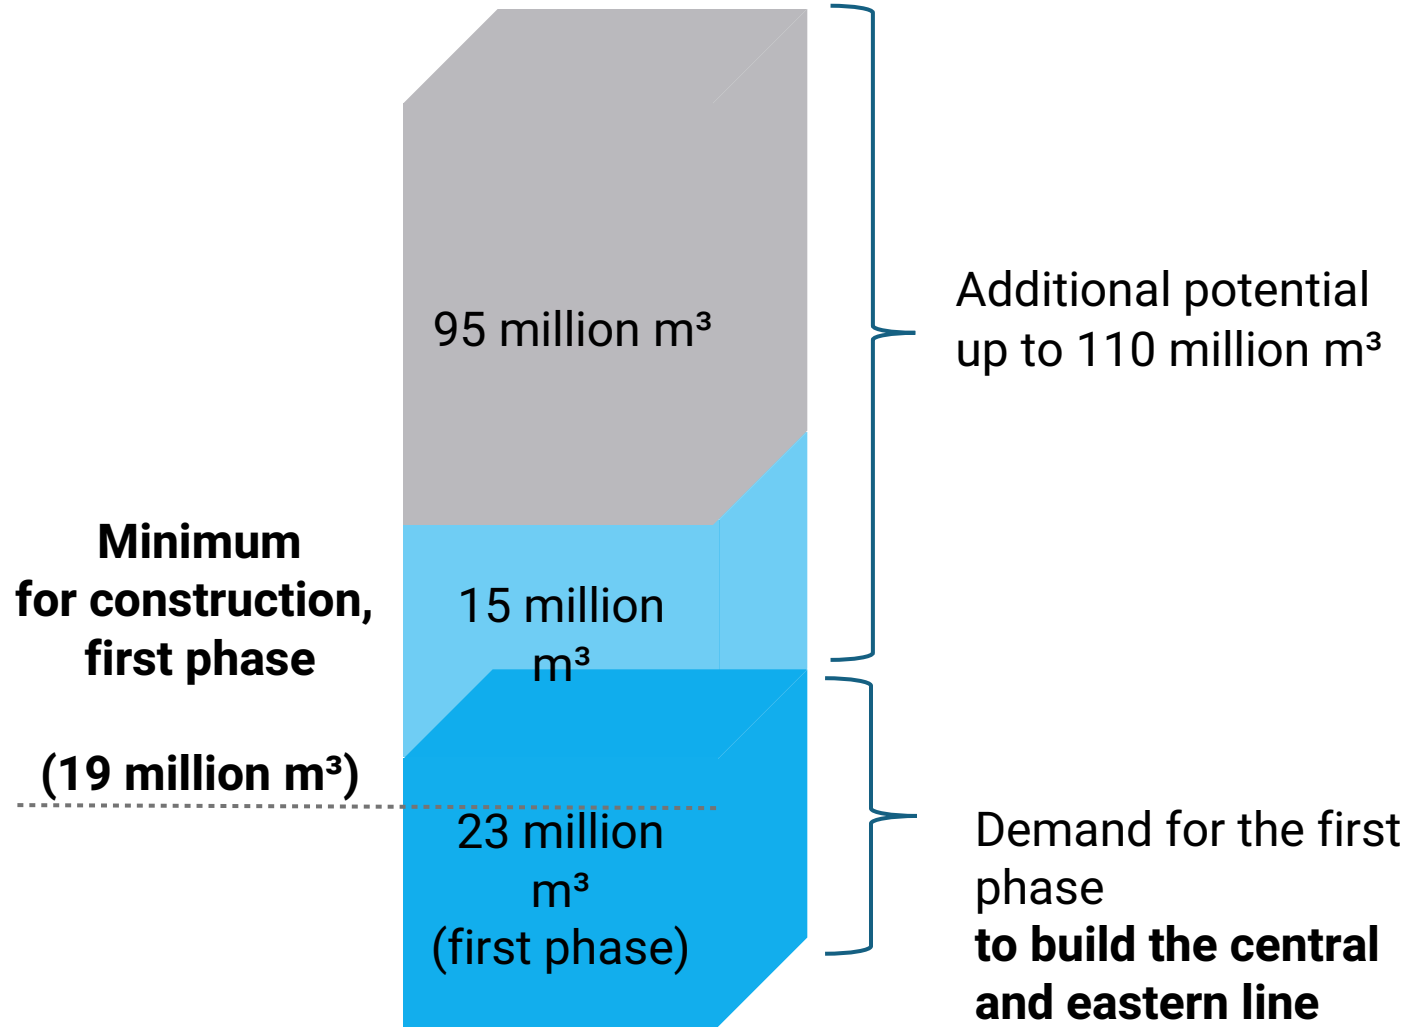 95 million m³
Additional potential
up to 110 million m³
Minimum
for construction,
first phase
(19 million m³)
15 million
m³
23 million
m³
(first phase)
Demand for the first
phase
to build the central
and eastern line